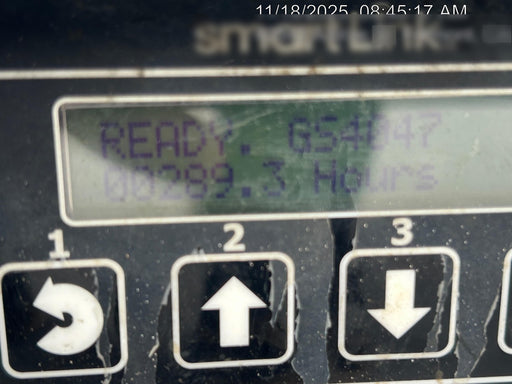 11/18/2025 08:45:17 AM
smartLink
READY. GS4047
00289.3 Hours
1
2
3